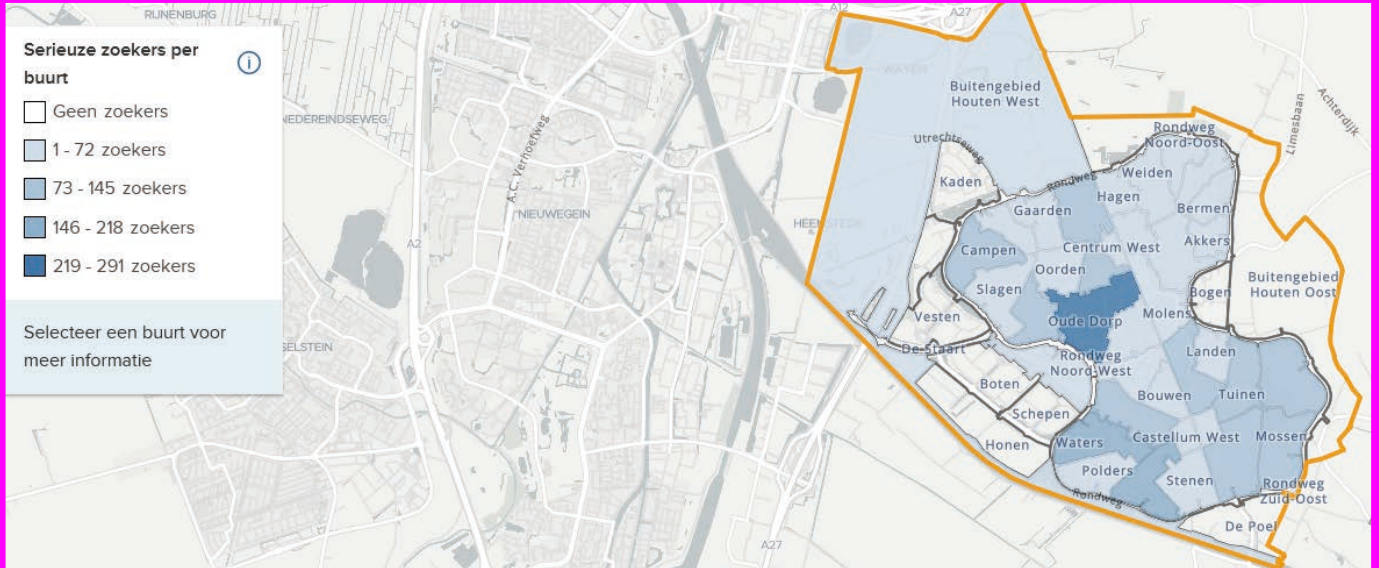 Serieuze zoekers per
buurt
Geen zoekers
1 - 72 zoekers
73 - 145 zoekers
146 - 218 zoekers
219 - 291 zoekers
Selecteer een buurt voor
meer informatie
RIJNENBURG
NEDEREINDSEWEG
A.C. Verhoefweg
NIEUWEGEIN
A2
SELSTEIN
A12
A27
HEEMSTEDE
Buitengebied
Houten West
Utrechtseweg
Kaden
Rondweg
Rondweg
Noord-Oost
Weiden
Hagen
Gaarden
Bermen
Limesbaan
Achterdijk
Campen
Centrum West
Akkers
Oorden
Slagen
Bogen
Buitengebied
Houten Oost
Vesten
Oude Dorp
Molens
De Staart
Rondweg
Noord-West
Landen
Boten
Bouwen
Tuinen
Schepen
Honen
Waters
Castellum West
Mossen
Polders
Stenen
Rondweg
Rondweg
Zuid-Oost
De Poel
A27